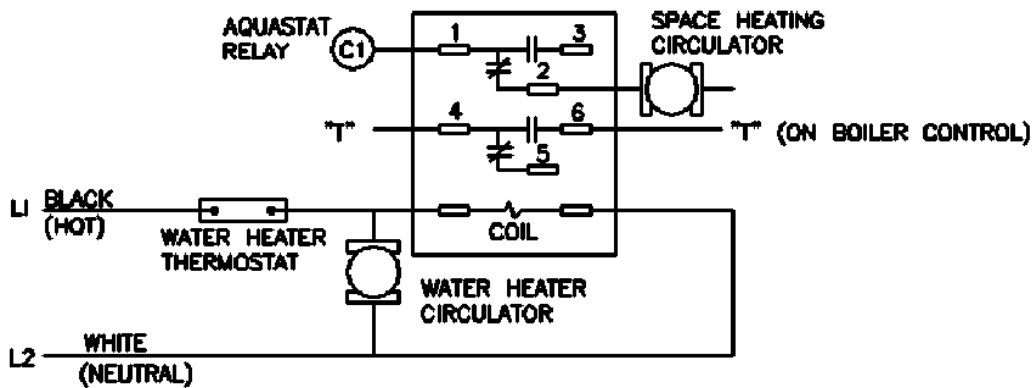 AQUASTAT
RELAY
C1
1
3
2
SPACE HEATING
CIRCULATOR
"T"
4
6
5
"T" (ON BOILER CONTROL)
L1
BLACK
(HOT)
WATER HEATER
THERMOSTAT
COIL
WATER HEATER
CIRCULATOR
L2
WHITE
(NEUTRAL)